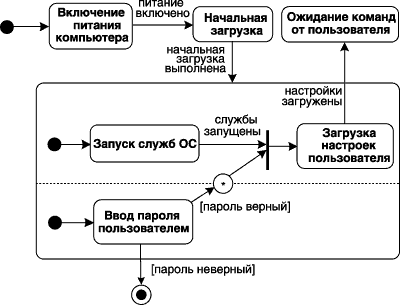 Включение
питания
компьютера
питание
включено
Начальная
загрузка
Ожидание команд
от пользователя
начальная
загрузка
выполнена
настройки
загружены
Запуск служб ОС
службы
запущены
Загрузка
настроек
пользователя
*
Ввод пароля
пользователем
[пароль верный]
[пароль неверный]